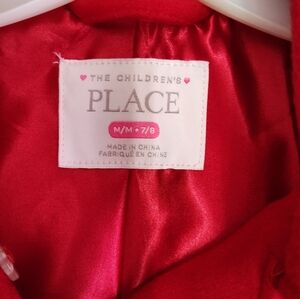 THE CHILDREN'S
PLACE
M/M • 7/8
MADE IN CHINA
FABRIQUÉ EN CHINE